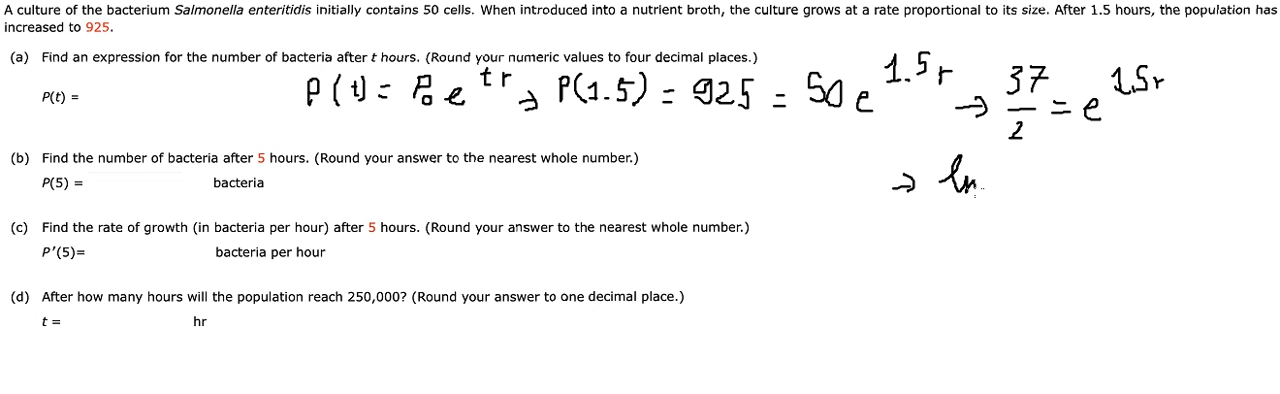 A culture of the bacterium Salmonella enteritidis initially contains 50 cells. When introduced into a nutrient broth, the culture grows at a rate proportional to its size. After 1.5 hours, the population has
increased to 925.
(a) Find an expression for the number of bacteria after t hours. (Round your numeric values to four decimal places.)
P(t) =
P(t) = P₀ e^{tr} → P(1.5) = 925 = 50 e^{1.5r} → 37/2 = e^{1.5r}
→ ln
(b) Find the number of bacteria after 5 hours. (Round your answer to the nearest whole number.)
P(5) = bacteria
(c) Find the rate of growth (in bacteria per hour) after 5 hours. (Round your answer to the nearest whole number.)
P'(5)= bacteria per hour
(d) After how many hours will the population reach 250,000? (Round your answer to one decimal place.)
t = hr